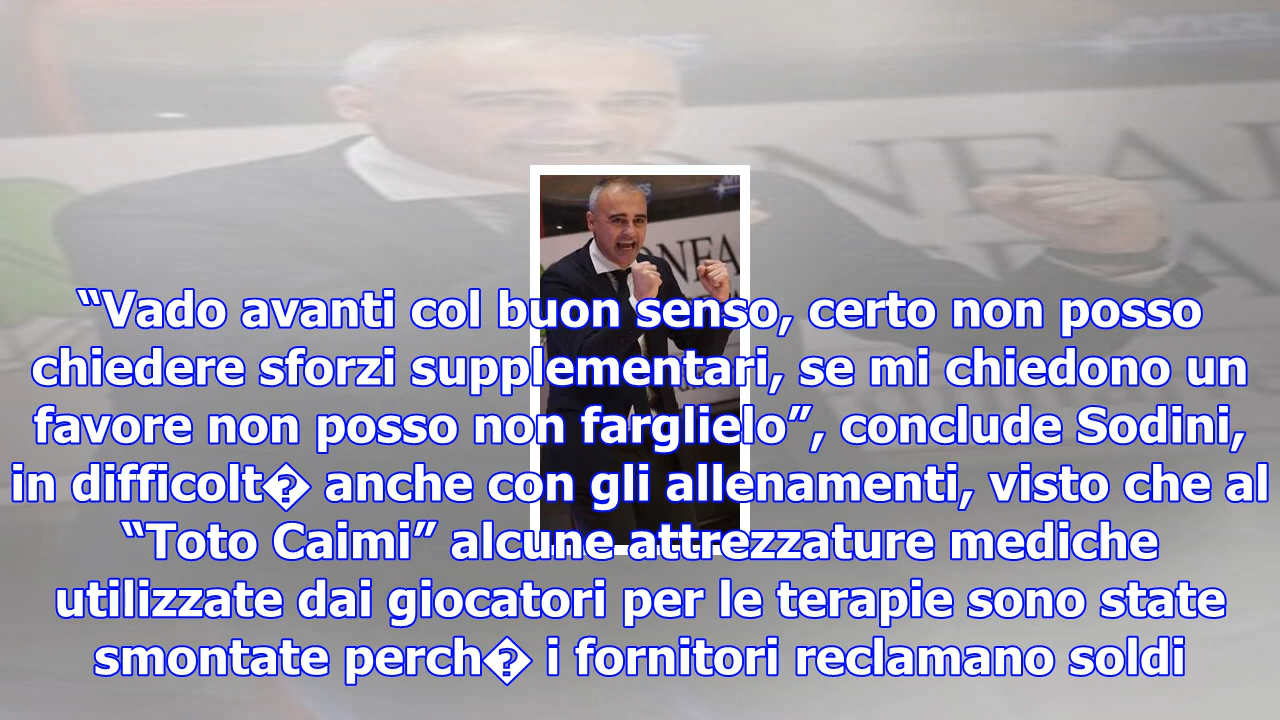 “Vado avanti col buon senso, certo non posso
chiedere sforzi supplementari, se mi chiedono un
favore non posso non farglielo”, conclude Sodini,
in difficolt� anche con gli allenamenti, visto che al
“Toto Caimi” alcune attrezzature mediche
utilizzate dai giocatori per le terapie sono state
smontate perch� i fornitori reclamano soldi